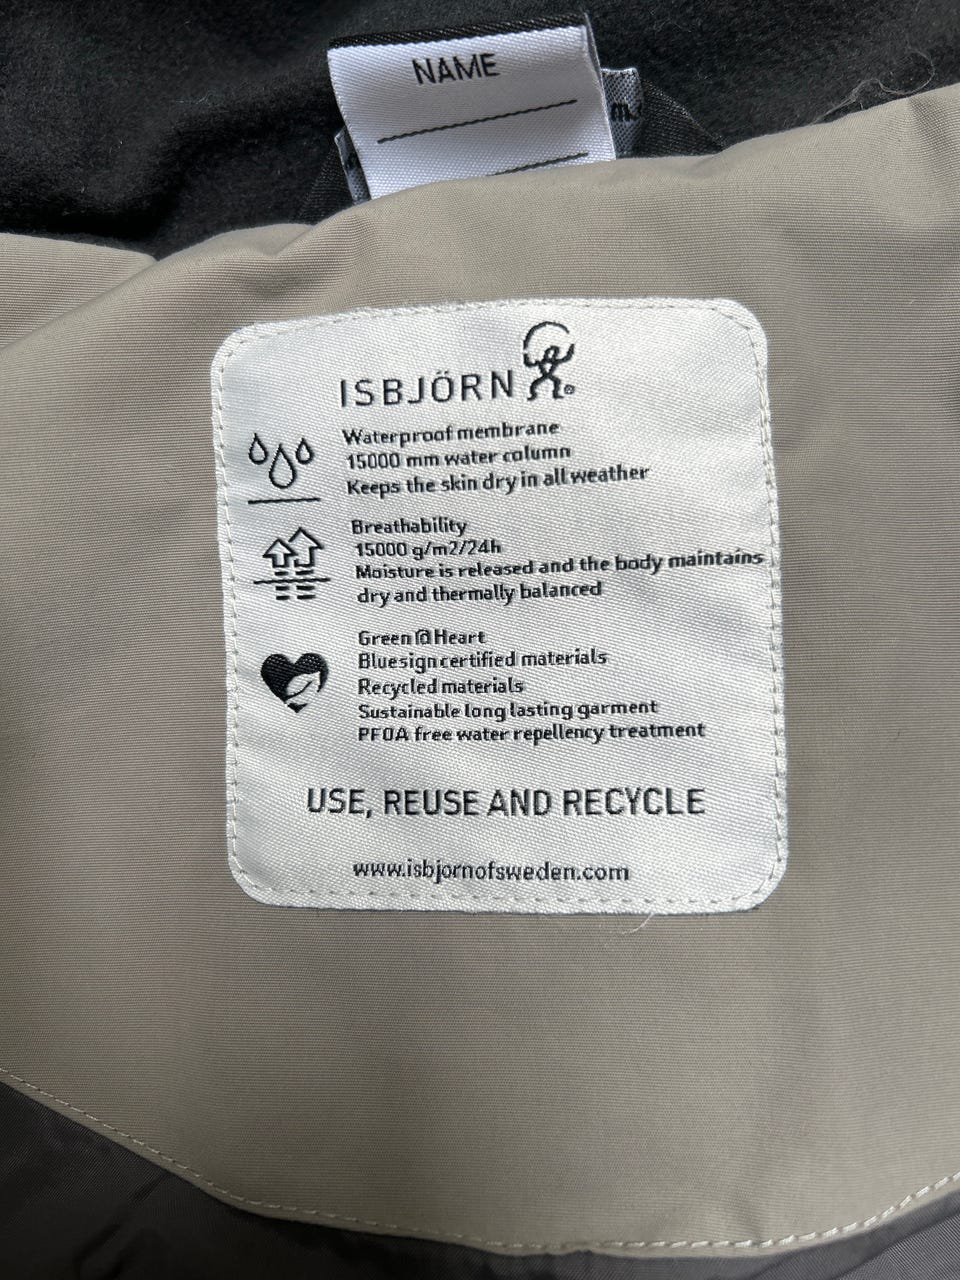 NAME
ISBJÖRN
Waterproof membrane
15000 mm water column
Keeps the skin dry in all weather
Breathability
15000 g/m2/24h
Moisture is released and the body maintains
dry and thermally balanced
Green@Heart
Bluesign certified materials
Recycled materials
Sustainable long lasting garment
PFOA free water repellency treatment
USE, REUSE AND RECYCLE
www.isbjornofsweden.com